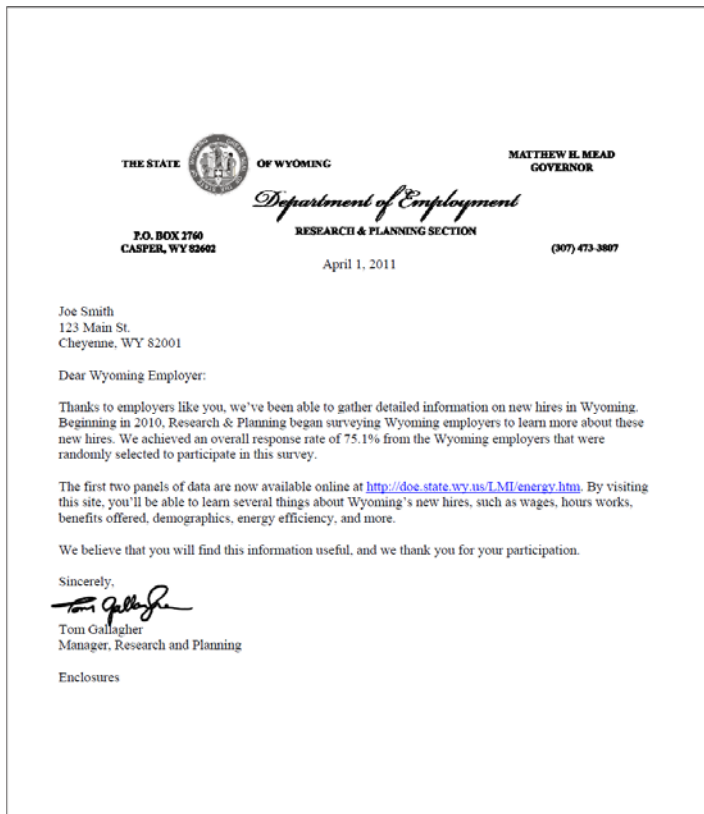 THE STATE OF WYOMING
MATTHEW H. MEAD
GOVERNOR
Department of Employment
RESEARCH & PLANNING SECTION
P.O. BOX 2760
CASPER, WY 82602
(307) 473-3807
April 1, 2011
Joe Smith
123 Main St.
Cheyenne, WY 82001
Dear Wyoming Employer:
Thanks to employers like you, we've been able to gather detailed information on new hires in Wyoming.
Beginning in 2010, Research & Planning began surveying Wyoming employers to learn more about these
new hires. We achieved an overall response rate of 75.1% from the Wyoming employers that were
randomly selected to participate in this survey.
The first two panels of data are now available online at http://doe.state.wy.us/LMI/energy.htm. By visiting
this site, you'll be able to learn several things about Wyoming's new hires, such as wages, hours works,
benefits offered, demographics, energy efficiency, and more.
We believe that you will find this information useful, and we thank you for your participation.
Sincerely,
Tom Gallagher
Tom Gallagher
Manager, Research and Planning
Enclosures